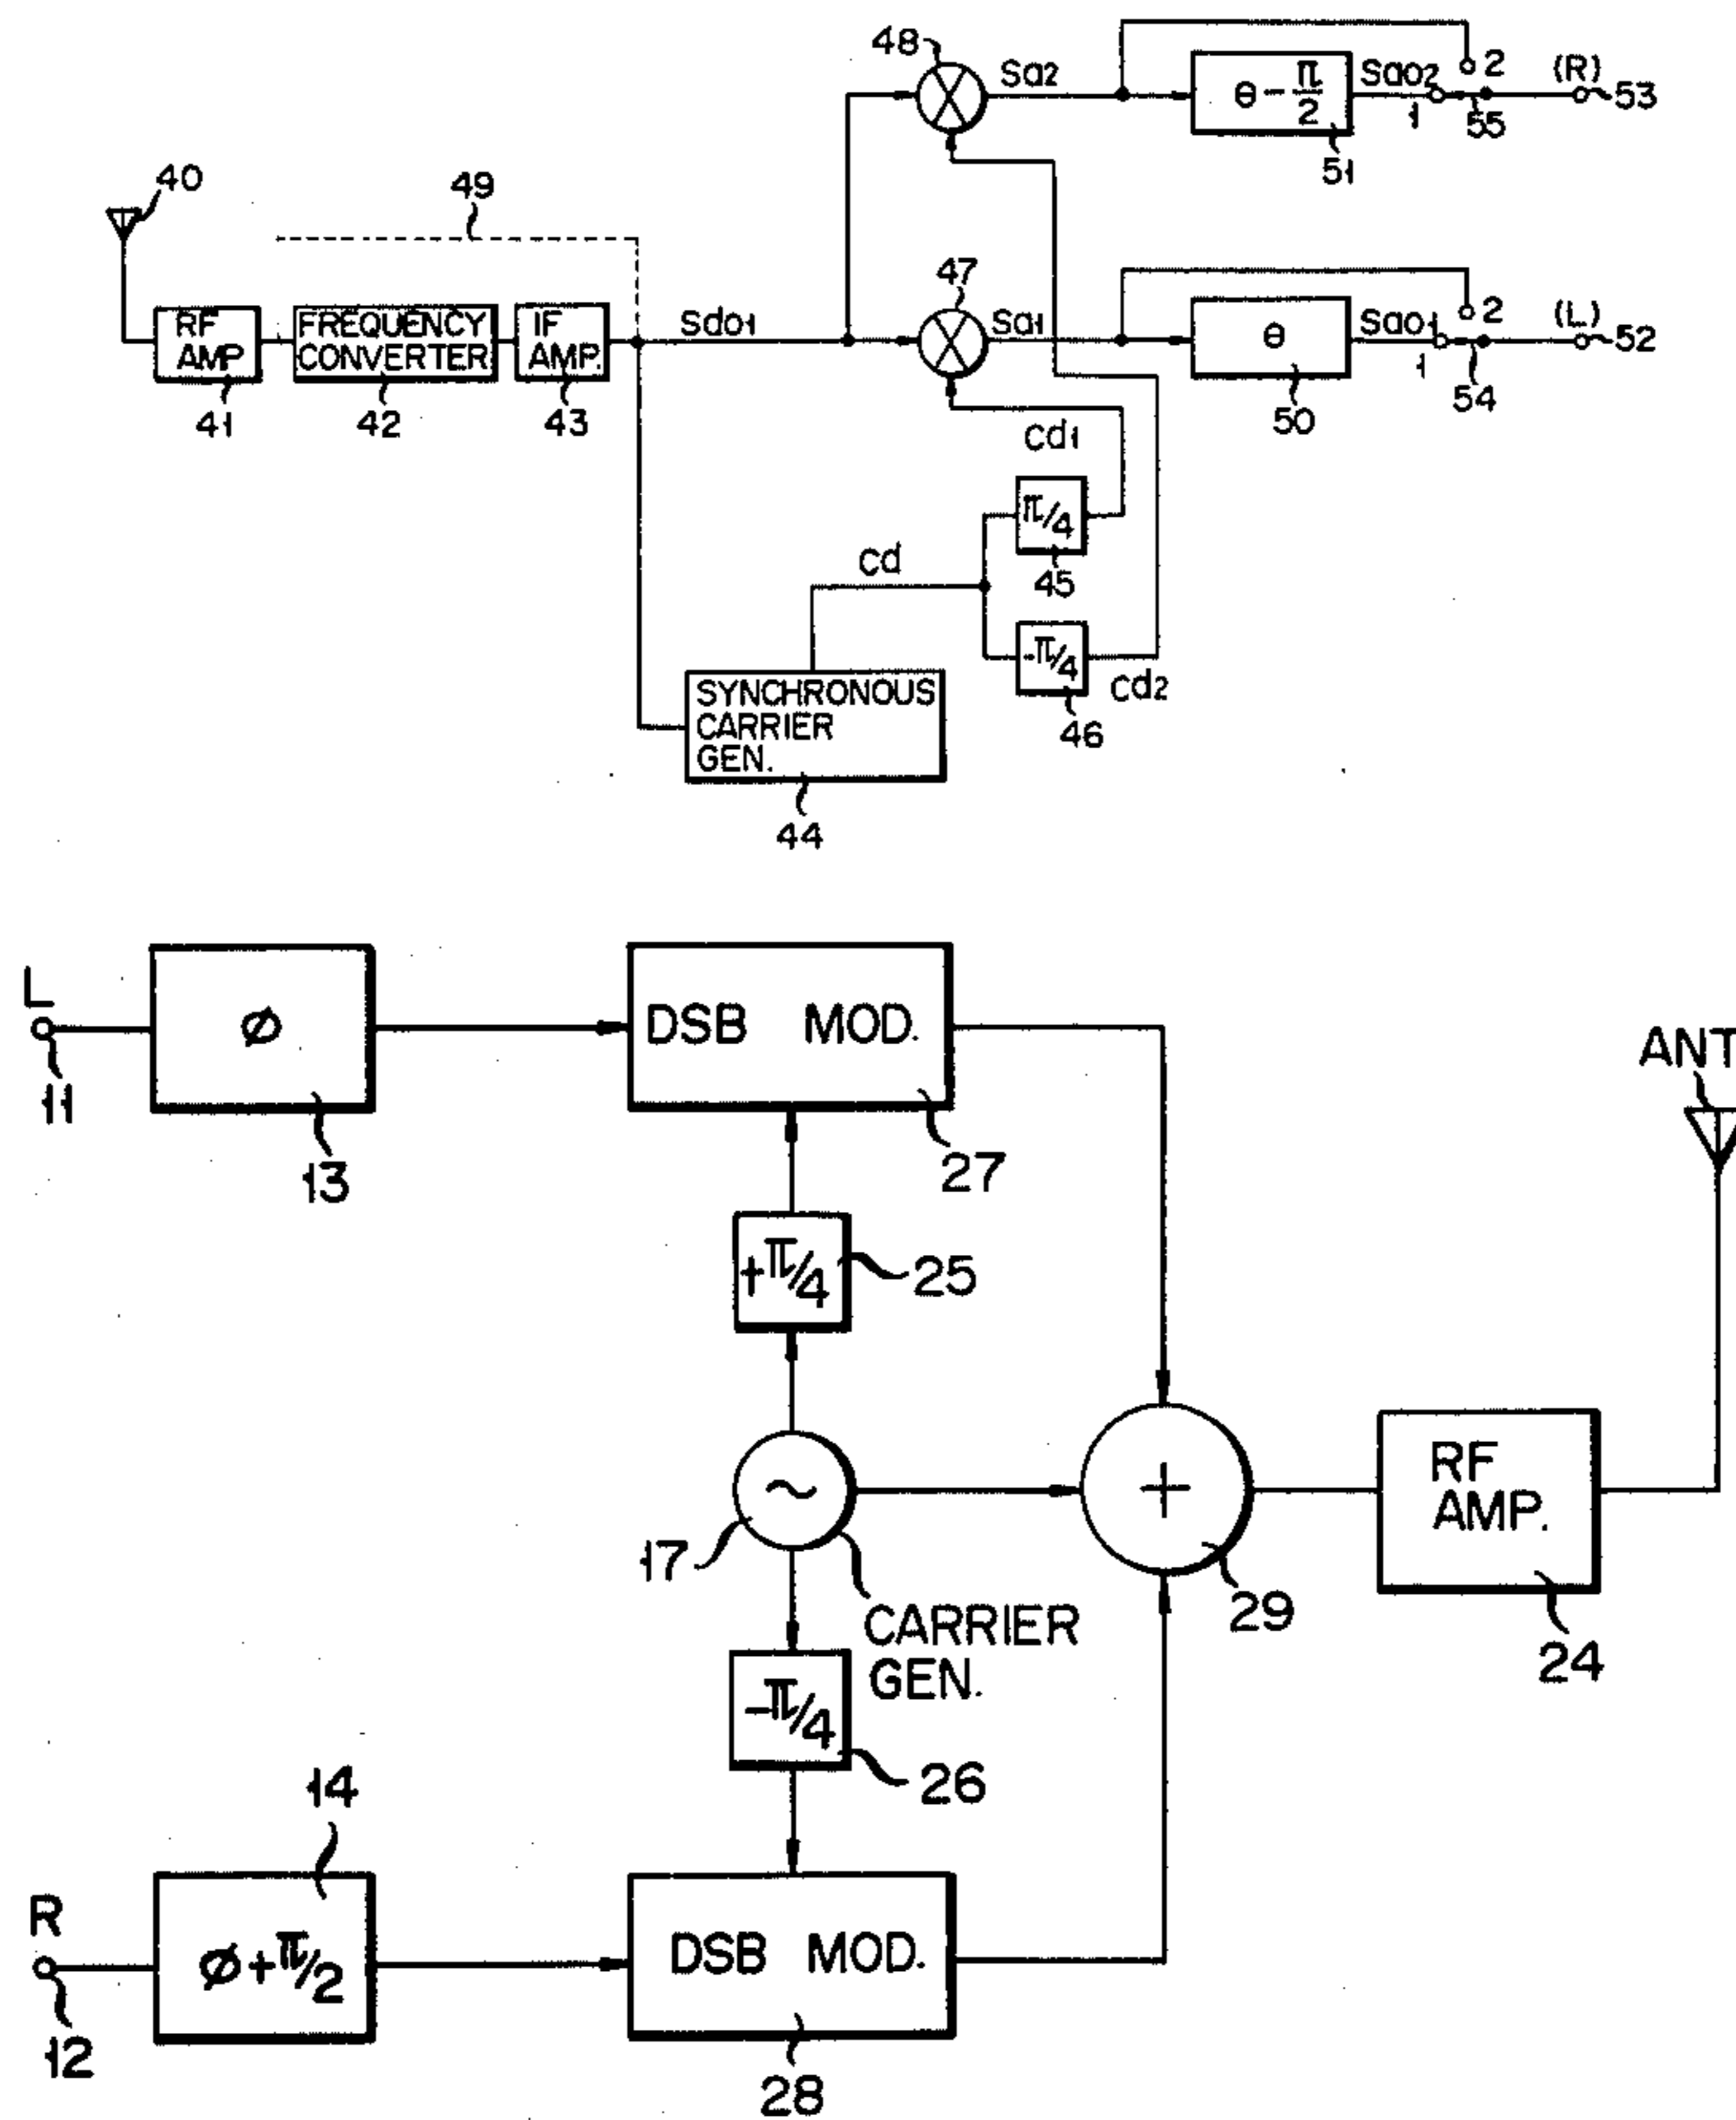 48
Sa2
θ - π/2
Sao2
2
(R)
53
1
55
51
40
49
47
RF AMP
FREQUENCY CONVERTER
IF AMP.
Sdo1
Sa1
θ
Sao1
2
(L)
52
1
54
41
42
43
50
Cd1
π/4
Cd
45
-π/4
Cd2
46
SYNCHRONOUS
CARRIER
GEN.
44
L
ø
DSB MOD.
ANT
11
13
27
+π/4
25
~
+
RF
AMP.
17
CARRIER
GEN.
29
24
-π/4
26
14
R
ø+π/2
DSB MOD.
12
28